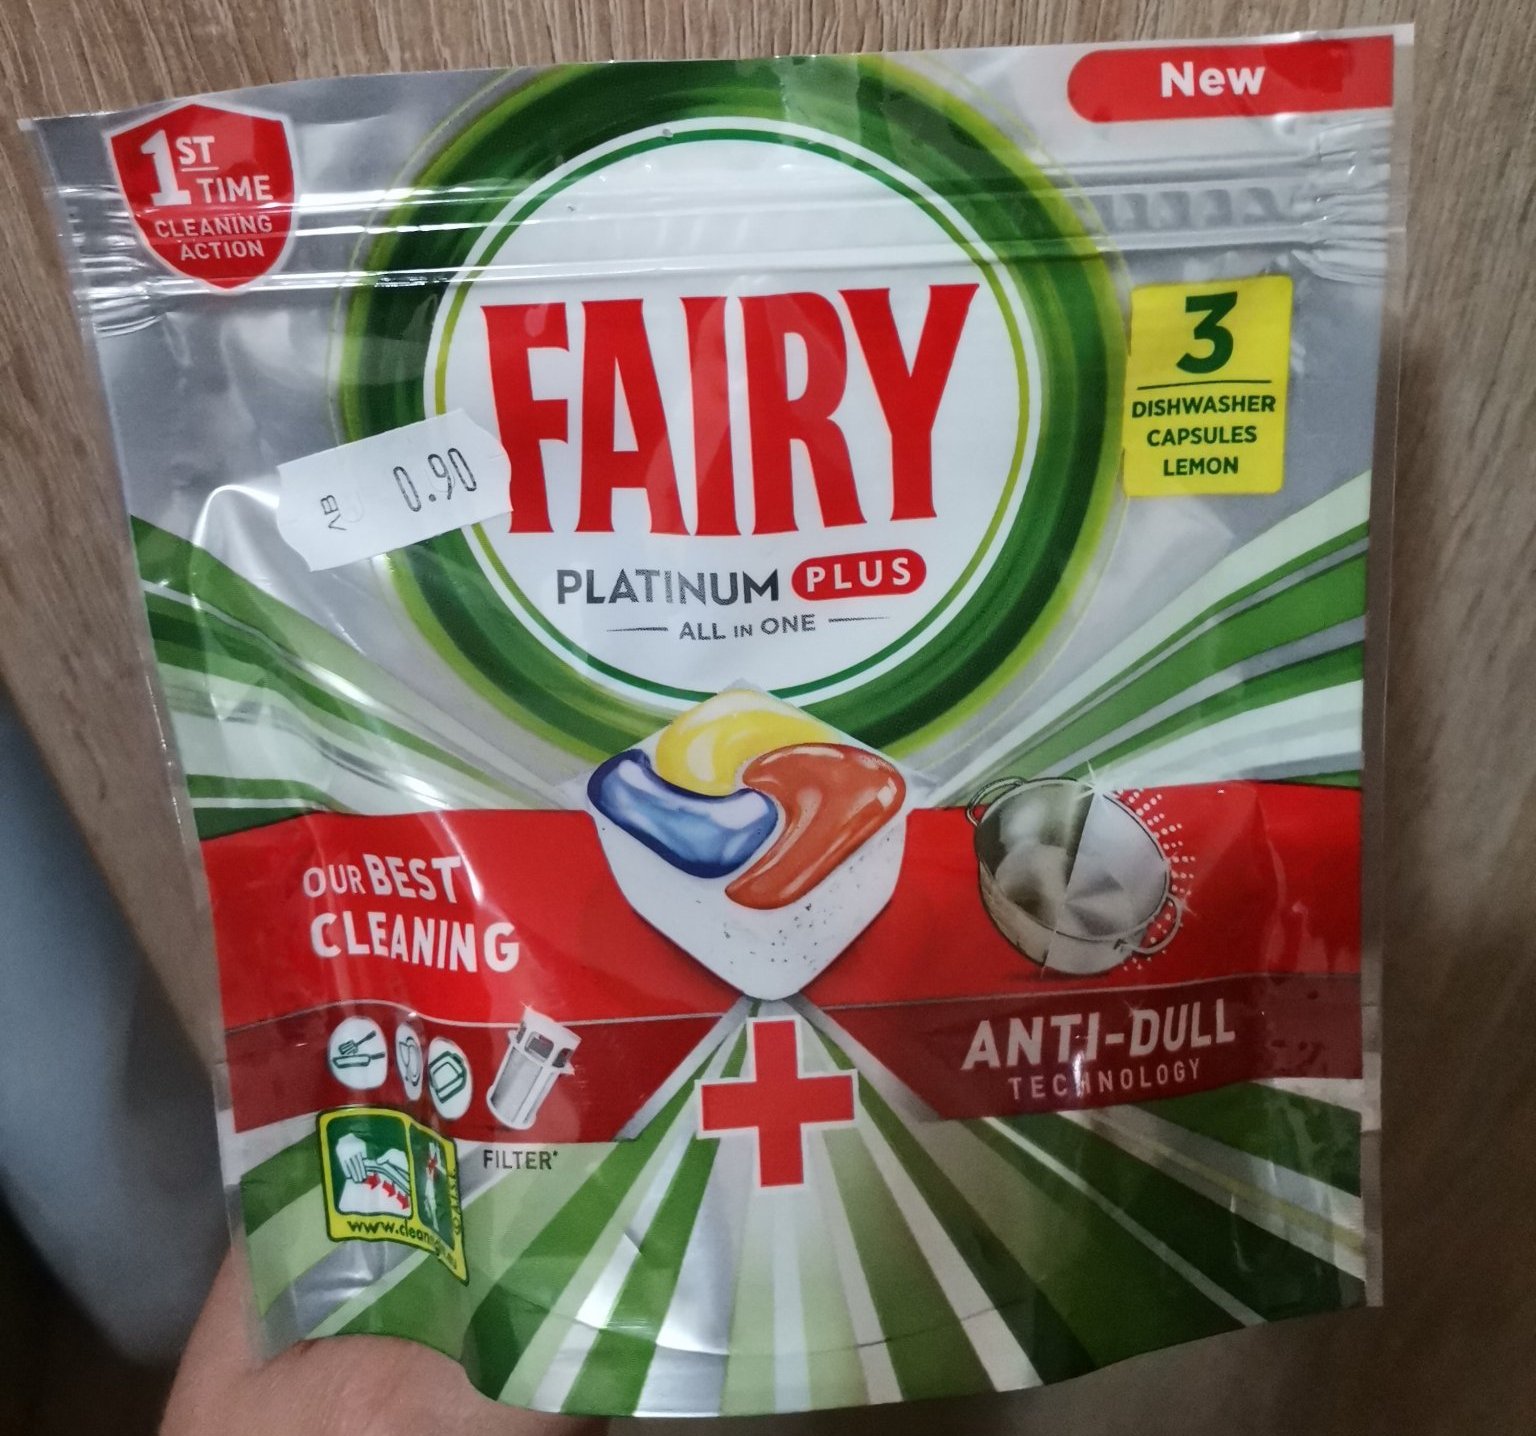 New
1ST
TIME
CLEANING
ACTION
FAIRY
PLATINUM PLUS
ALL IN ONE
3
DISHWASHER
CAPSULES
LEMON
0.90
OUR BEST
CLEANING
ANTI-DULL
TECHNOLOGY
FILTER*